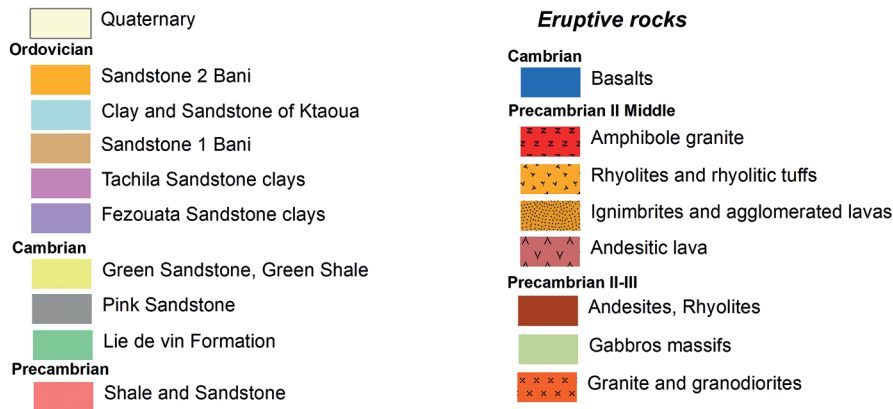 Quaternary
Ordovician
Sandstone 2 Bani
Clay and Sandstone of Ktaoua
Sandstone 1 Bani
Tachila Sandstone clays
Fezouata Sandstone clays
Cambrian
Green Sandstone, Green Shale
Pink Sandstone
Lie de vin Formation
Precambrian
Shale and Sandstone
Eruptive rocks
Cambrian
Basalts
Precambrian II Middle
Amphibole granite
Rhyolites and rhyolitic tuffs
Ignimbrites and agglomerated lavas
Andesitic lava
Precambrian II-III
Andesites, Rhyolites
Gabbros massifs
Granite and granodiorites